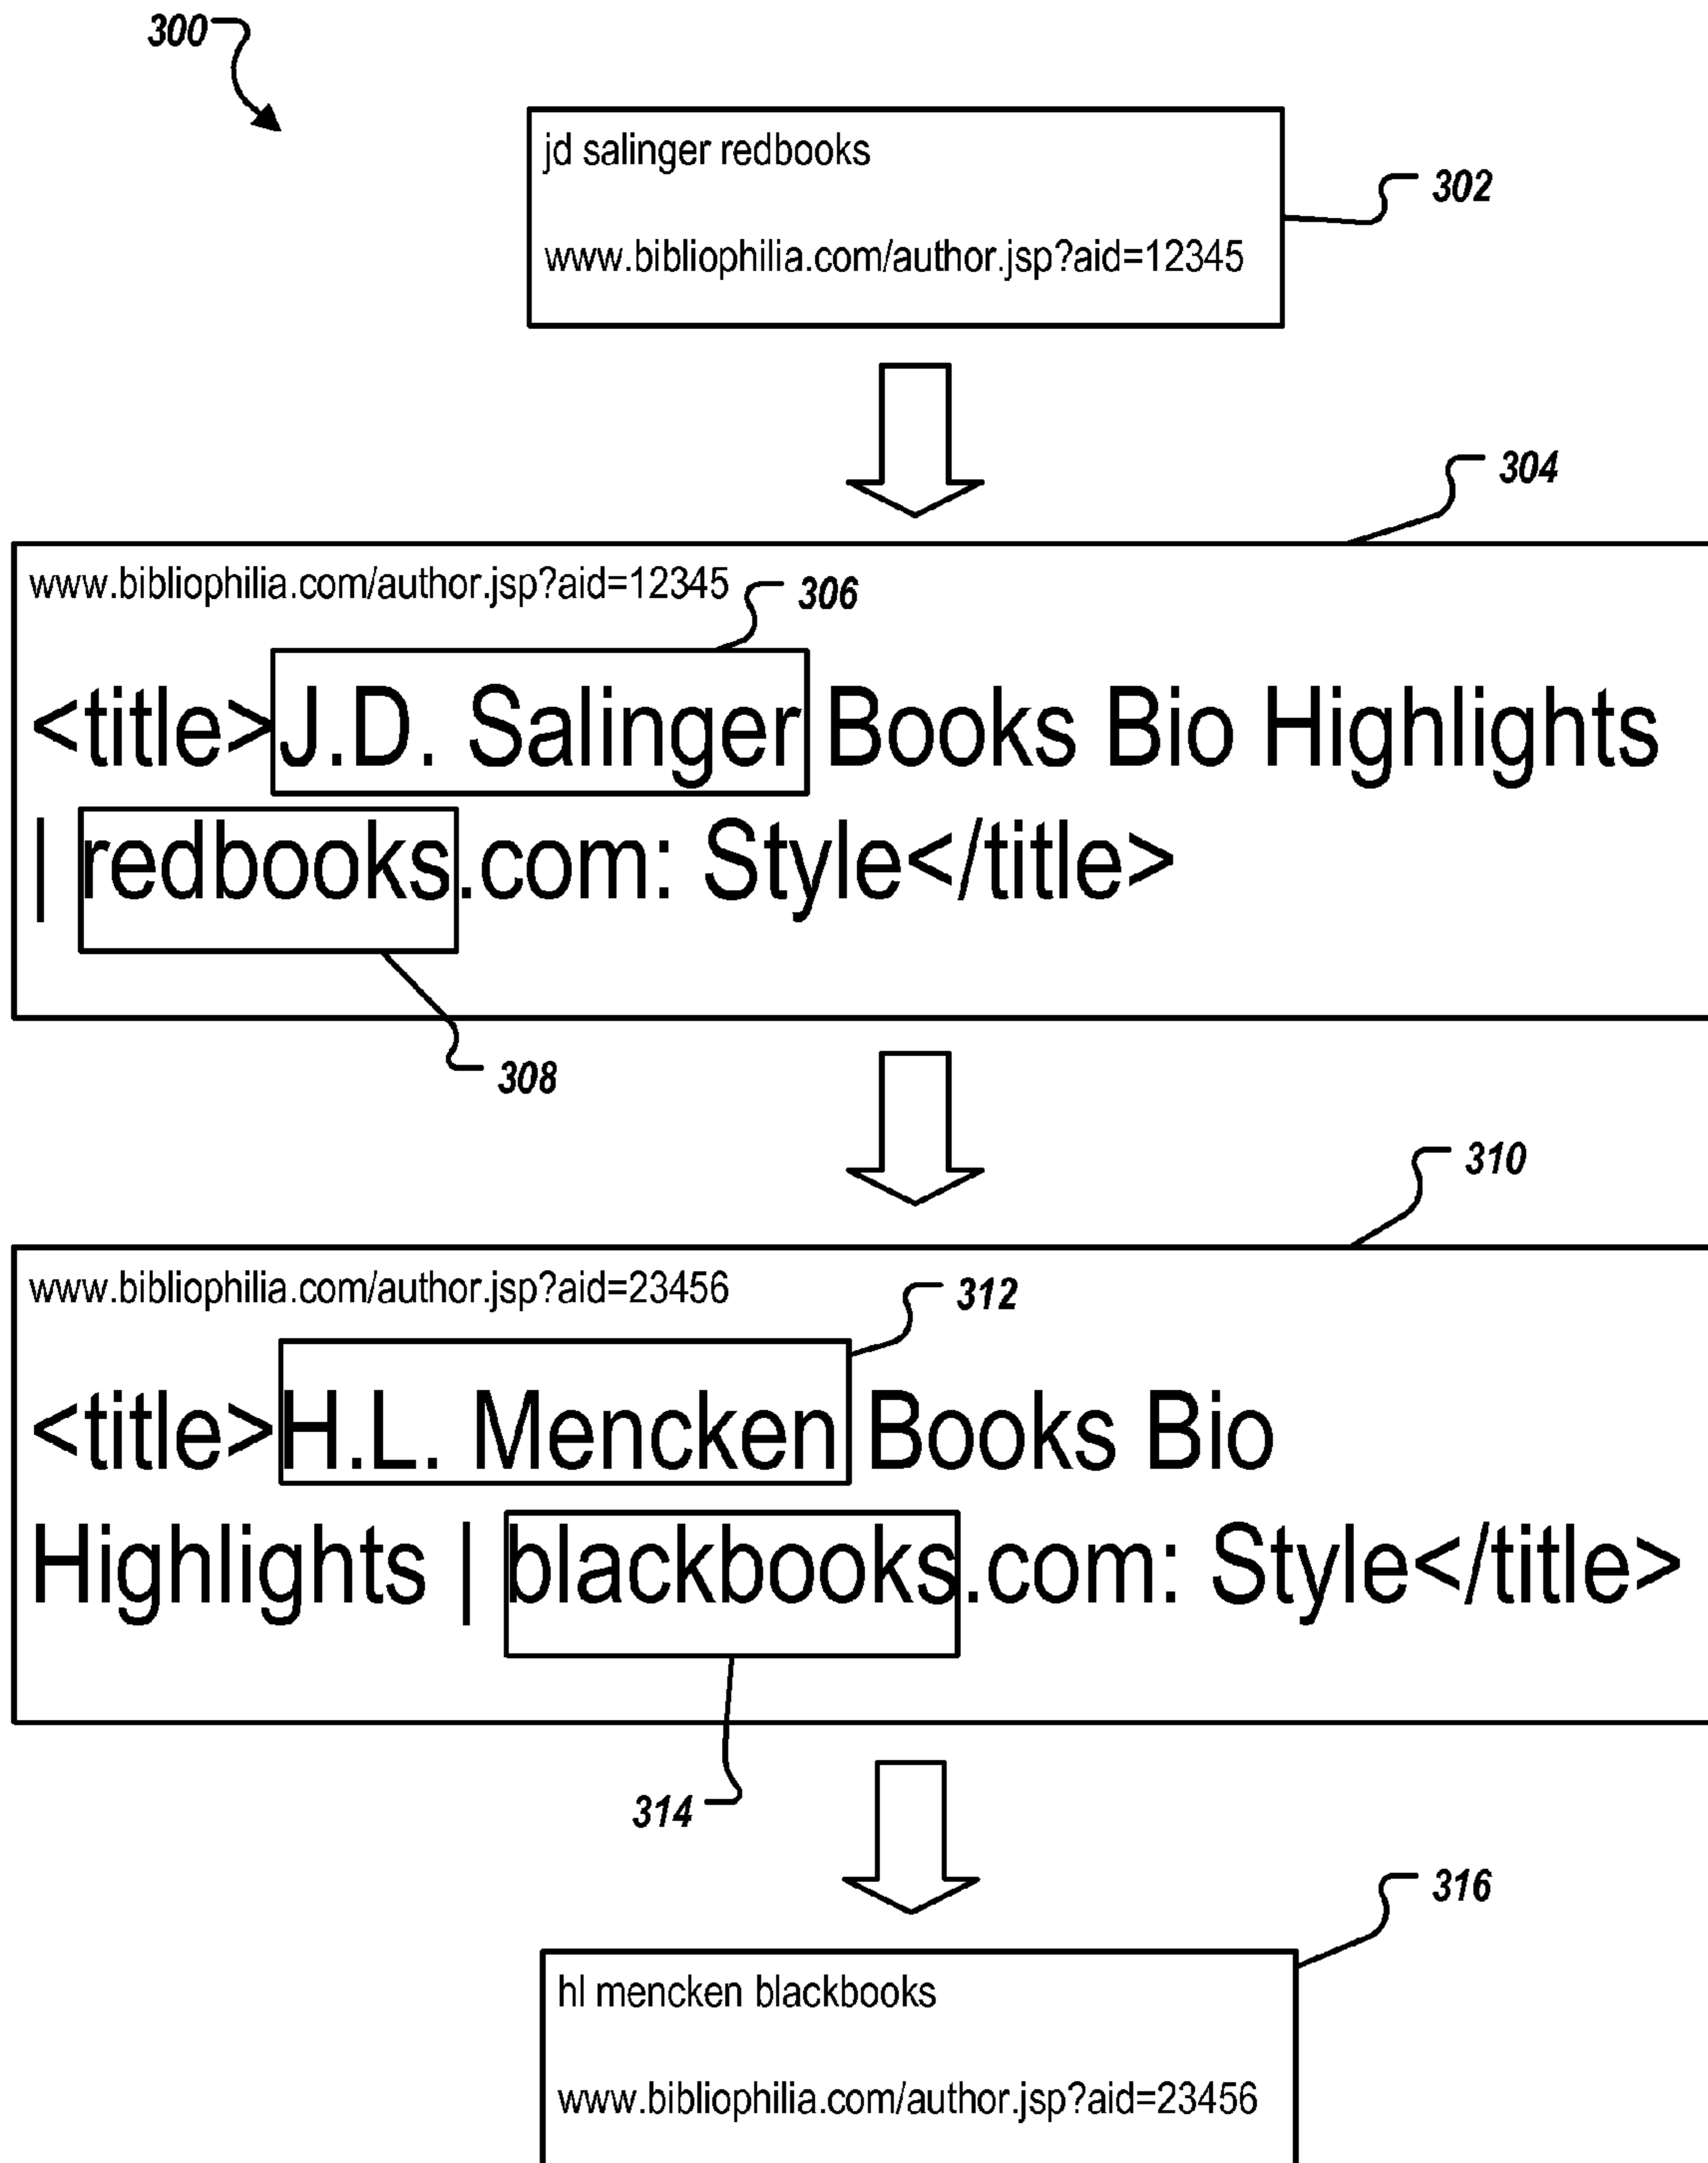 300
jd salinger redbooks
302
www.bibliophilia.com/author.jsp?aid=12345
304
www.bibliophilia.com/author.jsp?aid=12345
306
<title>J.D. Salinger Books Bio Highlights
| redbooks.com: Style</title>
308
310
www.bibliophilia.com/author.jsp?aid=23456
312
<title>H.L. Mencken Books Bio
Highlights | blackbooks.com: Style</title>
314
316
hl mencken blackbooks
www.bibliophilia.com/author.jsp?aid=23456